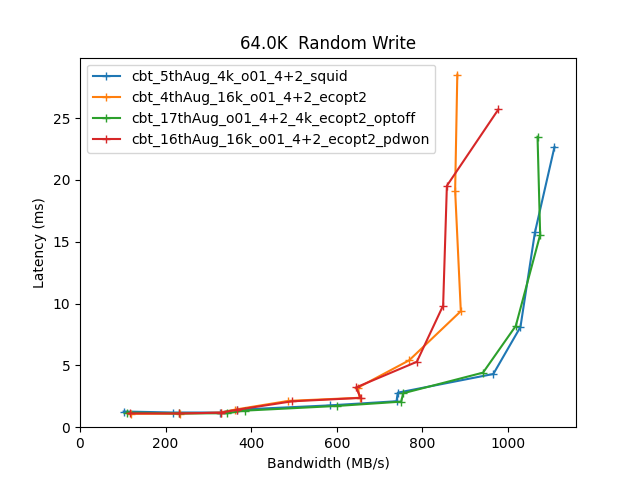 64.0K  Random Write
cbt_5thAug_4k_o01_4+2_squid
cbt_4thAug_16k_o01_4+2_ecopt2
cbt_17thAug_o01_4+2_4k_ecopt2_optoff
cbt_16thAug_16k_o01_4+2_ecopt2_pdwon
Latency (ms)
25
20
15
10
5
0
0 200 400 600 800 1000
Bandwidth (MB/s)